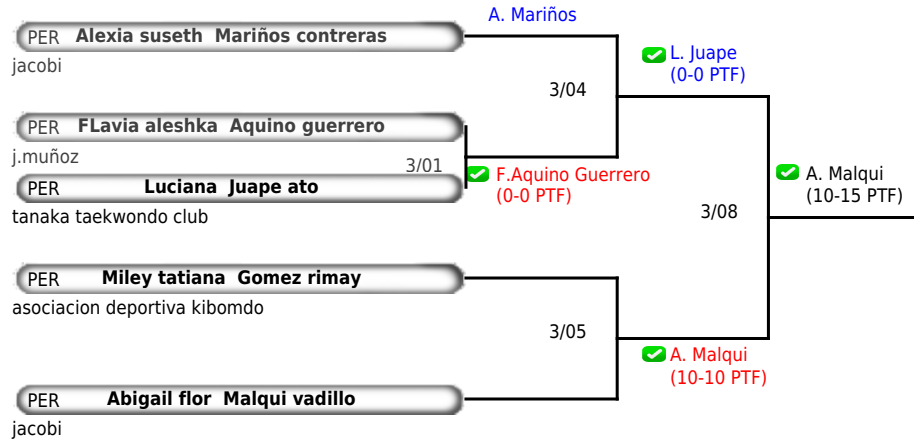 A. Mariños
PER Alexia suseth Mariños contreras
jacobi
L. Juape
(0-0 PTF)
3/04
PER FLavia aleshka Aquino guerrero
j.muñoz
3/01
F.Aquino Guerrero
(0-0 PTF)
PER Luciana Juape ato
tanaka taekwondo club
A. Malqui
(10-15 PTF)
3/08
PER Miley tatiana Gomez rimay
asociacion deportiva kibomdo
3/05
A. Malqui
(10-10 PTF)
PER Abigail flor Malqui vadillo
jacobi